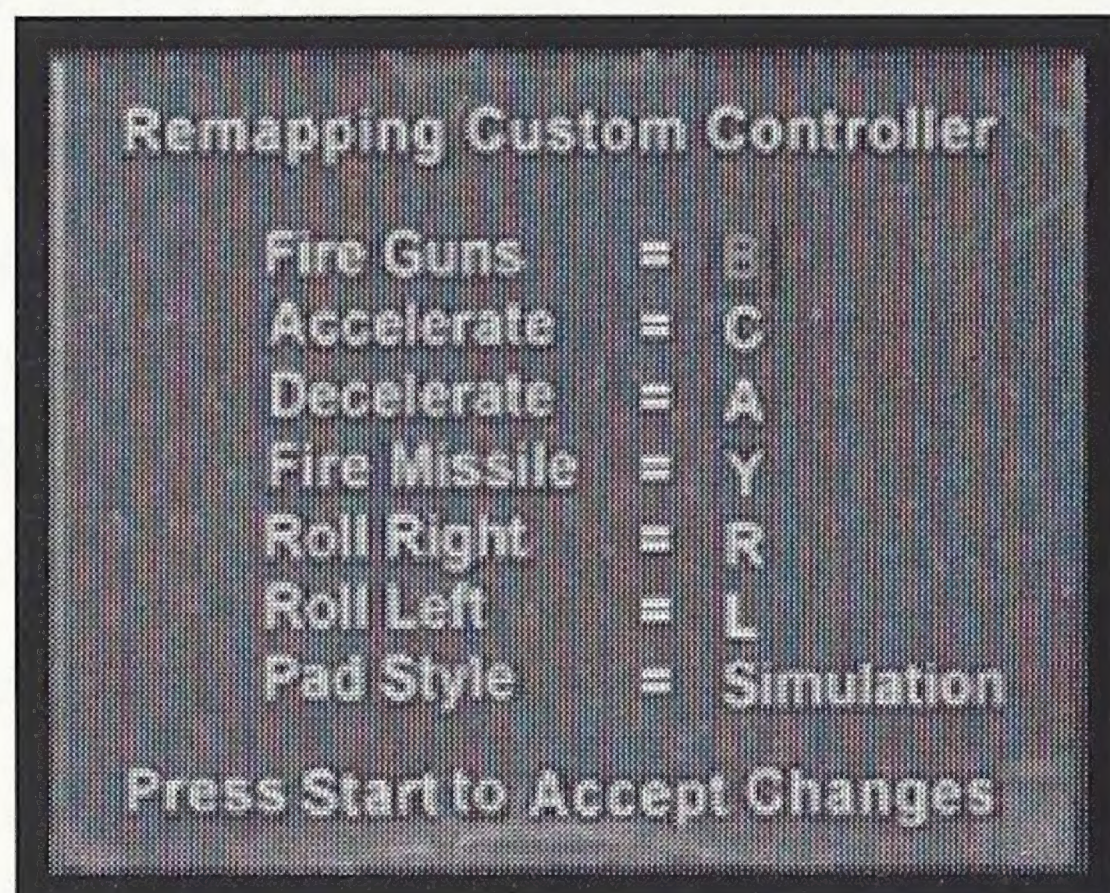 Remapping Custom Controller
Fire Guns = B
Accelerate = C
Decelerate = A
Fire Missile = Y
Roll Right = R
Roll Left = L
Pad Style = Simulation
Press Start to Accept Changes